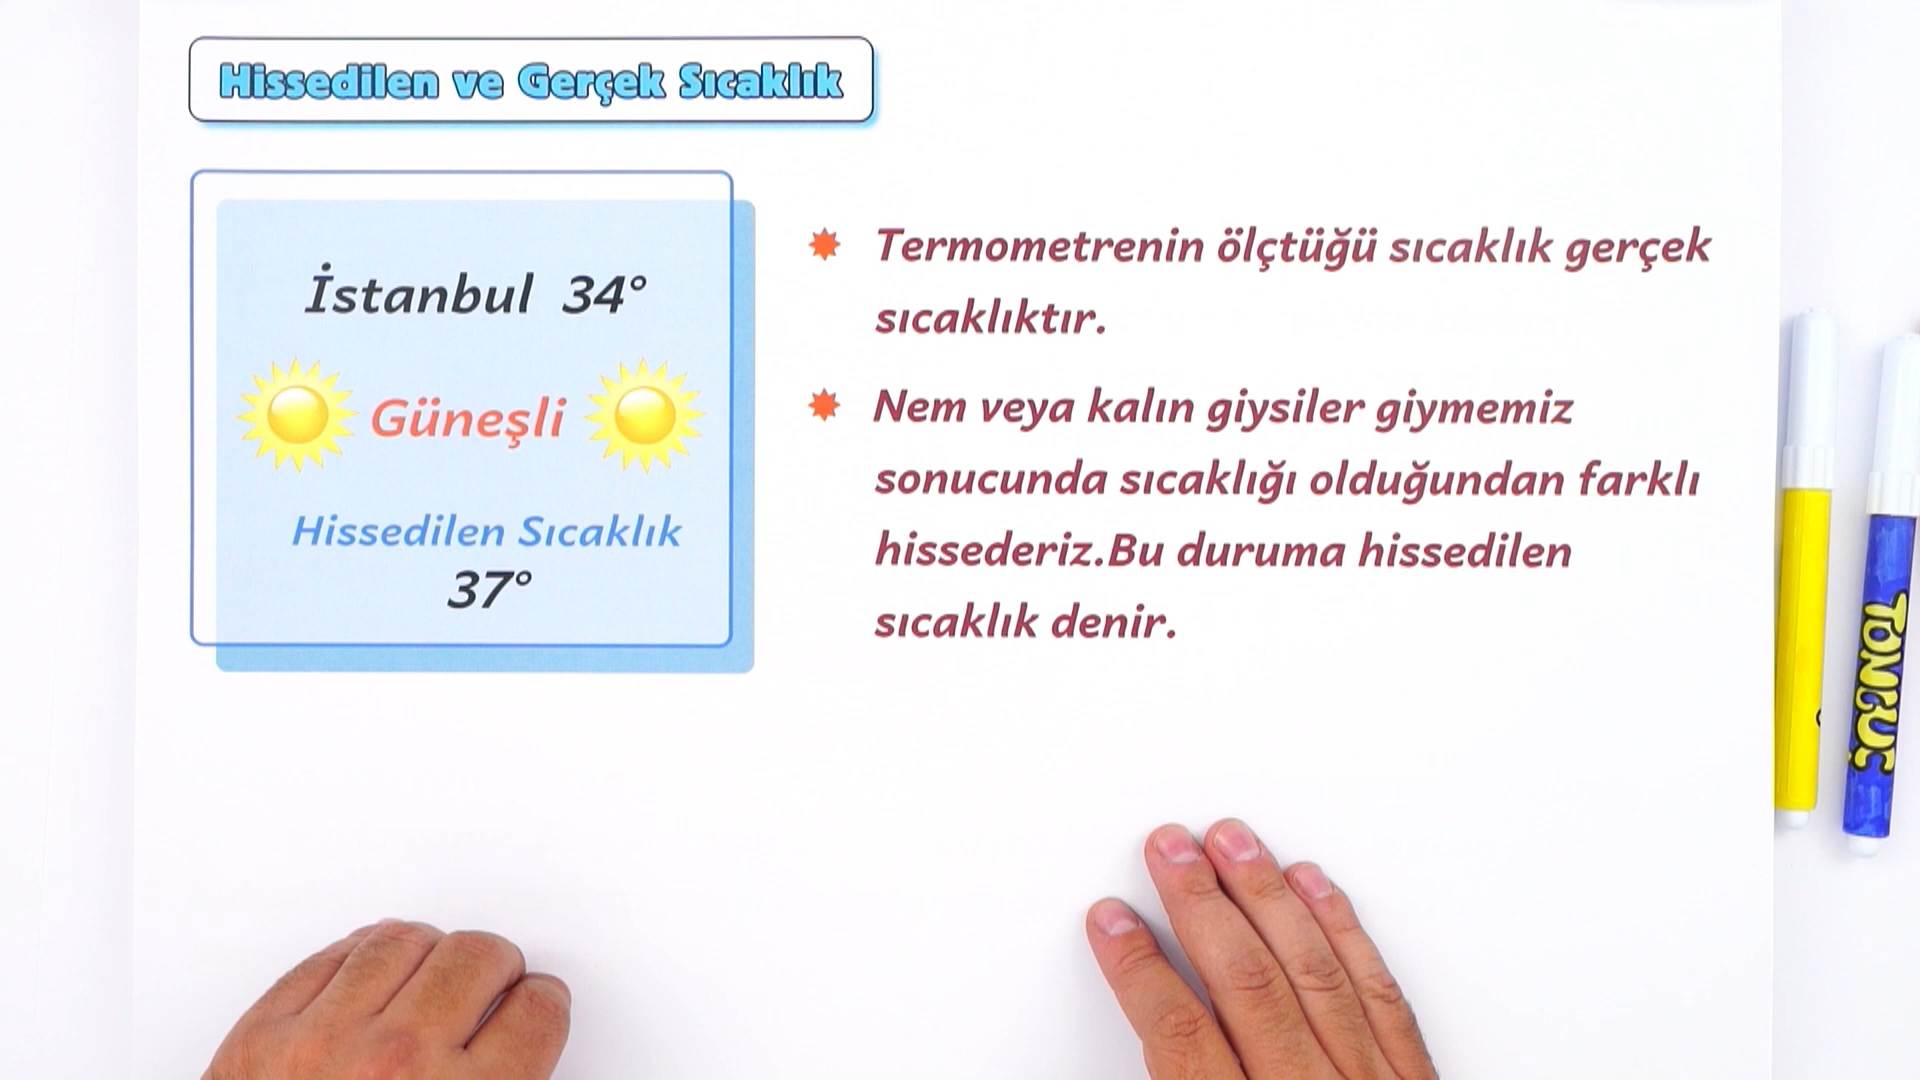 Hissedilen ve Gerçek Sıcaklık
İstanbul 34°
Güneşli
Hissedilen Sıcaklık
37°
Termometrenin ölçtüğü sıcaklık gerçek
sıcaklıktır.
Nem veya kalın giysiler giymemiz
sonucunda sıcaklığı olduğundan farklı
hissederiz.Bu duruma hissedilen
sıcaklık denir.
TONGUÇ